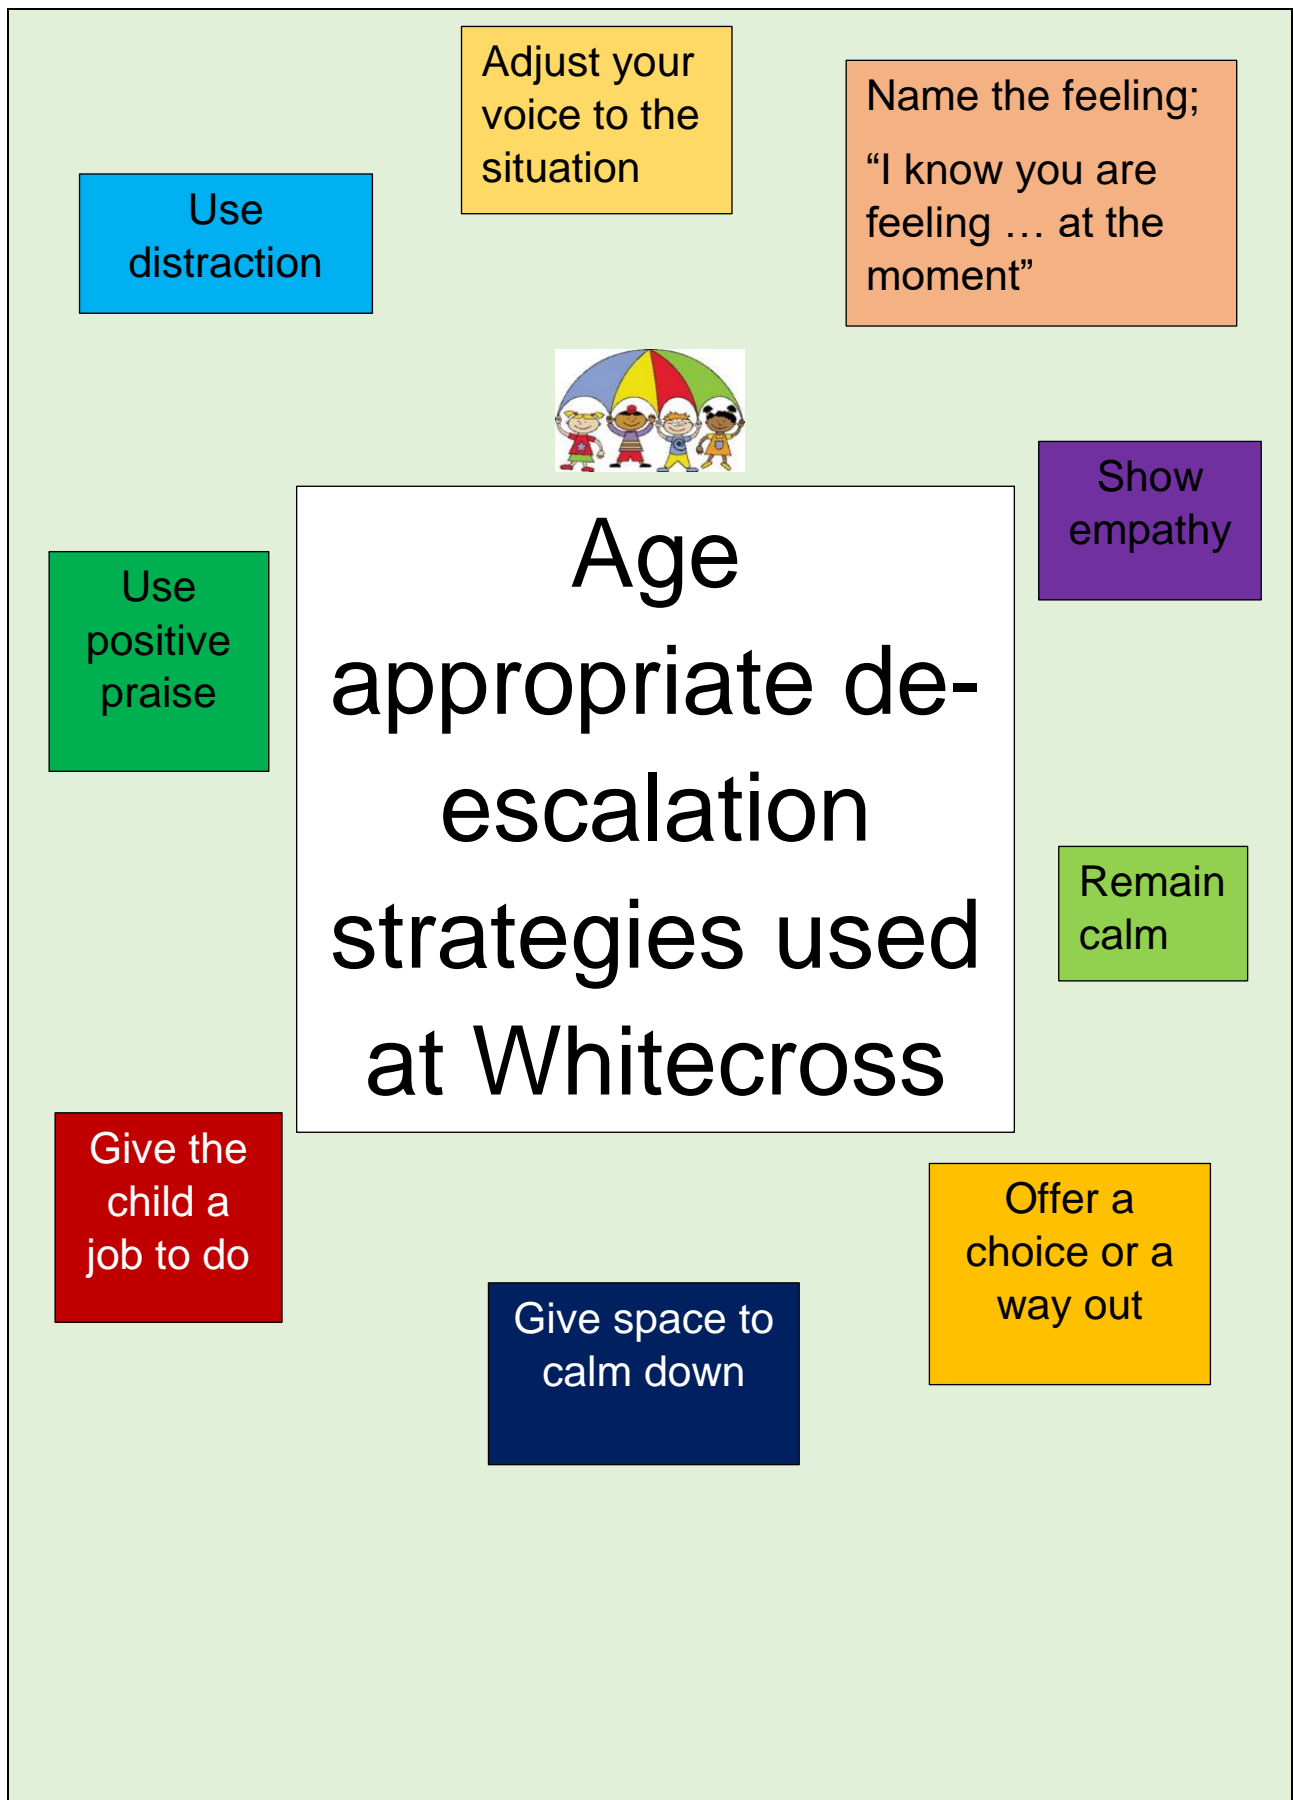 Adjust your
voice to the
situation
Name the feeling;
“I know you are
feeling … at the
moment”
Use
distraction
Show
empathy
Age
appropriate de-
escalation
strategies used
at Whitecross
Use
positive
praise
Remain
calm
Give the
child a
job to do
Offer a
choice or a
way out
Give space to
calm down